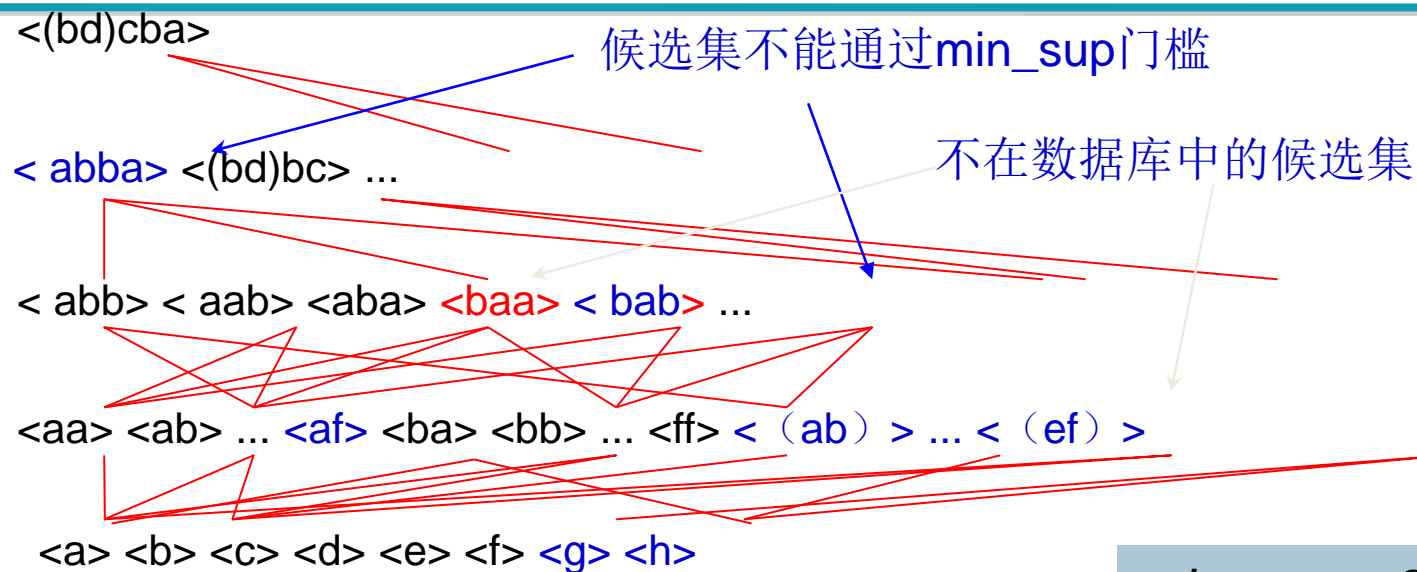 <(bd)cba>
候选集不能通过min_sup门槛
< abba> <(bd)bc> ...
不在数据库中的候选集
< abb> < aab> <aba> <baa> < bab> ...
<aa> <ab> ... <af> <ba> <bb> ... <ff> < （ab）> ... < （ef）>
<a> <b> <c> <d> <e> <f> <g> <h>